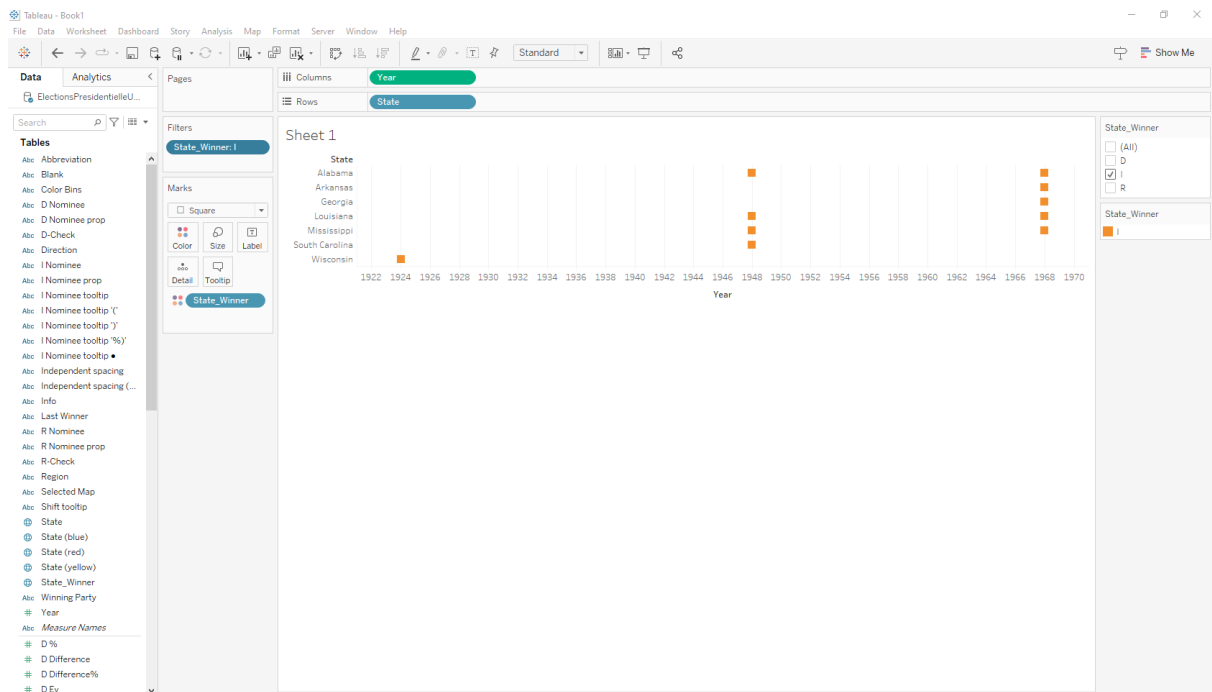 Tableau - Book1
File Data Worksheet Dashboard Story Analysis Map Format Server Window Help
Standard
Show Me
Data Analytics
ElectionsPresidentielleU...
Search
Tables
Abc Abbreviation
Abc Blank
Abc Color Bins
Abc D Nominee
Abc D Nominee prop
Abc D-Check
Abc Direction
Abc I Nominee
Abc I Nominee prop
Abc I Nominee tooltip
Abc I Nominee tooltip '('
Abc I Nominee tooltip ')'
Abc I Nominee tooltip '%)'
Abc I Nominee tooltip ●
Abc Independent spacing
Abc Independent spacing (...
Abc Info
Abc Last Winner
Abc R Nominee
Abc R Nominee prop
Abc R-Check
Abc Region
Abc Selected Map
Abc Shift tooltip
State
State (blue)
State (red)
State (yellow)
State_Winner
Abc Winning Party
# Year
Abc Measure Names
# D %
# D Difference
# D Difference%
# D Ev
Pages
Filters
State_Winner: I
Marks
Square
Color Size Label
Detail Tooltip
State_Winner
Columns Year
Rows State
Sheet 1
State
Alabama
Arkansas
Georgia
Louisiana
Mississippi
South Carolina
Wisconsin
1922 1924 1926 1928 1930 1932 1934 1936 1938 1940 1942 1944 1946 1948 1950 1952 1954 1956 1958 1960 1962 1964 1966 1968 1970
Year
State_Winner
(All)
D
I
R
State_Winner
I